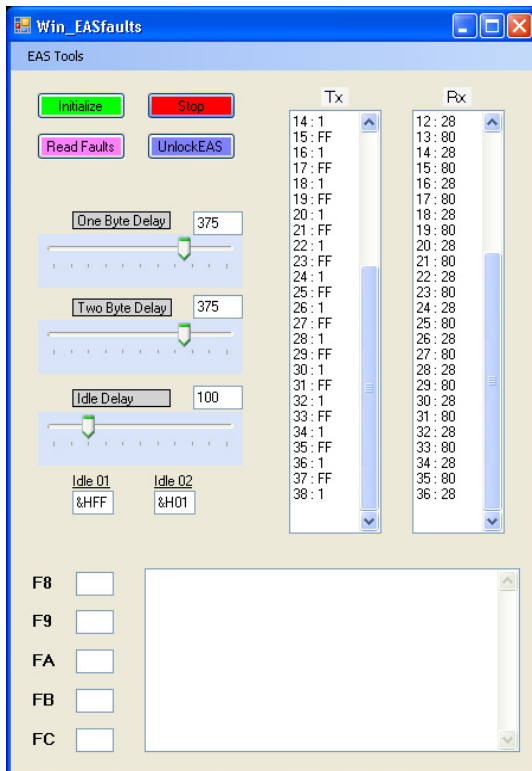 Win_EASfaults
EAS Tools
Initialize
Stop
Read Faults
UnlockEAS
One Byte Delay
375
Two Byte Delay
375
Idle Delay
100
Idle 01
Idle 02
&HFF
&H01
Tx
14 : 1
15 : FF
16 : 1
17 : FF
18 : 1
19 : FF
20 : 1
21 : FF
22 : 1
23 : FF
24 : 1
25 : FF
26 : 1
27 : FF
28 : 1
29 : FF
30 : 1
31 : FF
32 : 1
33 : FF
34 : 1
35 : FF
36 : 1
37 : FF
38 : 1
Rx
12 : 28
13 : 80
14 : 28
15 : 80
16 : 28
17 : 80
18 : 28
19 : 80
20 : 28
21 : 80
22 : 28
23 : 80
24 : 28
25 : 80
26 : 28
27 : 80
28 : 28
29 : 80
30 : 28
31 : 80
32 : 28
33 : 80
34 : 28
35 : 80
36 : 28
F8
F9
FA
FB
FC